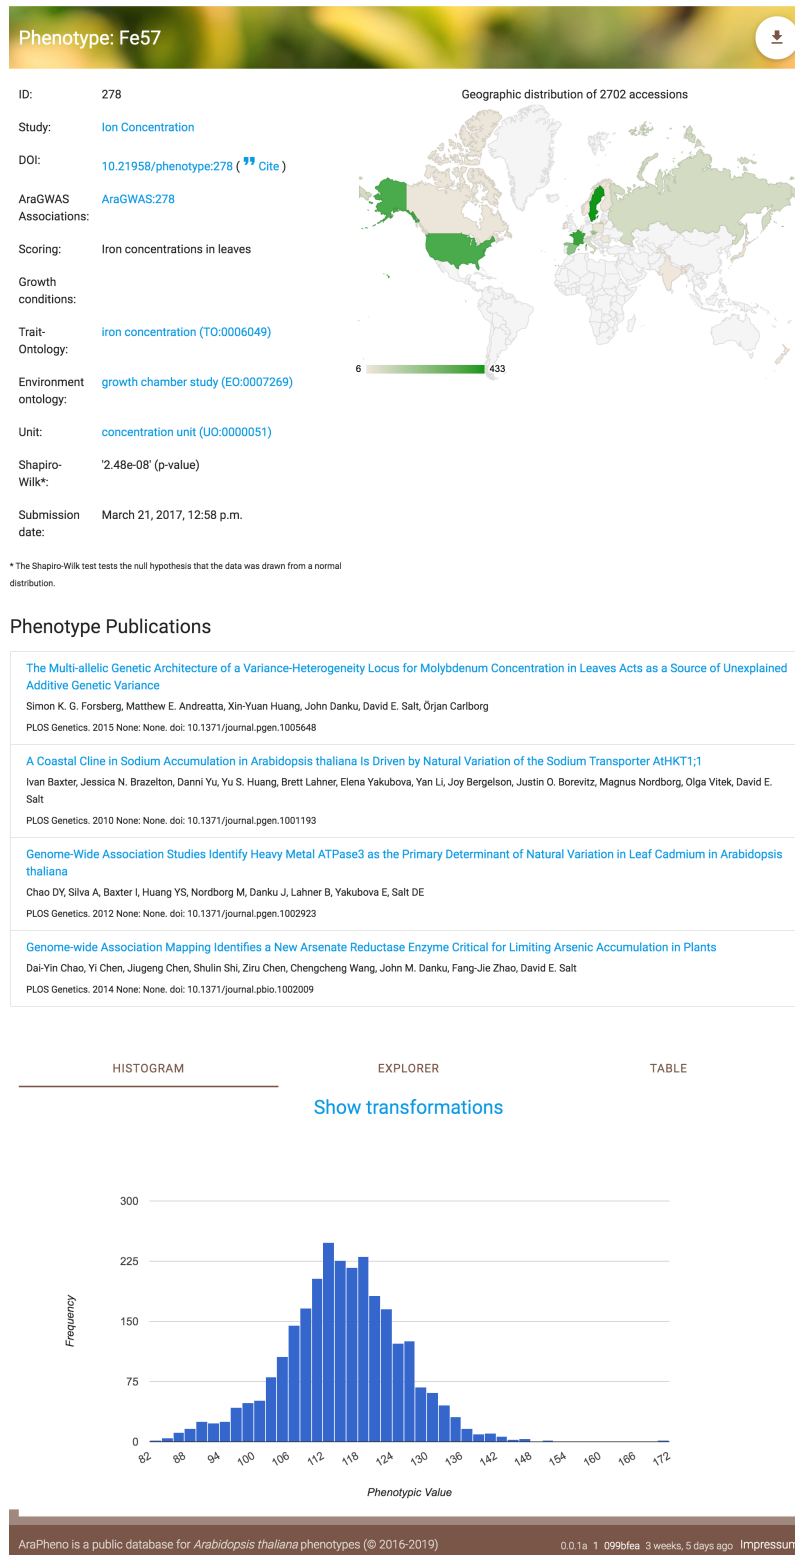 Phenotype: Fe57
ID: 278
Study: Ion Concentration
DOI: 10.21958/phenotype:278 ( ❞ Cite )
AraGWAS
Associations: AraGWAS:278
Scoring: Iron concentrations in leaves
Growth
conditions:
Trait-
Ontology: iron concentration (TO:0006049)
Environment
ontology: growth chamber study (EO:0007269)
Unit: concentration unit (UO:0000051)
Shapiro-
Wilk*: '2.48e-08' (p-value)
Submission
date: March 21, 2017, 12:58 p.m.
* The Shapiro-Wilk test tests the null hypothesis that the data was drawn from a normal
distribution.
Geographic distribution of 2702 accessions
6 433
Phenotype Publications
The Multi-allelic Genetic Architecture of a Variance-Heterogeneity Locus for Molybdenum Concentration in Leaves Acts as a Source of Unexplained
Additive Genetic Variance
Simon K. G. Forsberg, Matthew E. Andreatta, Xin-Yuan Huang, John Danku, David E. Salt, Örjan Carlborg
PLOS Genetics. 2015 None: None. doi: 10.1371/journal.pgen.1005648
A Coastal Cline in Sodium Accumulation in Arabidopsis thaliana Is Driven by Natural Variation of the Sodium Transporter AtHKT1;1
Ivan Baxter, Jessica N. Brazelton, Danni Yu, Yu S. Huang, Brett Lahner, Elena Yakubova, Yan Li, Joy Bergelson, Justin O. Borevitz, Magnus Nordborg, Olga Vitek, David E.
Salt
PLOS Genetics. 2010 None: None. doi: 10.1371/journal.pgen.1001193
Genome-Wide Association Studies Identify Heavy Metal ATPase3 as the Primary Determinant of Natural Variation in Leaf Cadmium in Arabidopsis
thaliana
Chao DY, Silva A, Baxter I, Huang YS, Nordborg M, Danku J, Lahner B, Yakubova E, Salt DE
PLOS Genetics. 2012 None: None. doi: 10.1371/journal.pgen.1002923
Genome-wide Association Mapping Identifies a New Arsenate Reductase Enzyme Critical for Limiting Arsenic Accumulation in Plants
Dai-Yin Chao, Yi Chen, Jiugeng Chen, Shulin Shi, Ziru Chen, Chengcheng Wang, John M. Danku, Fang-Jie Zhao, David E. Salt
PLOS Genetics. 2014 None: None. doi: 10.1371/journal.pbio.1002009
HISTOGRAM EXPLORER TABLE
Show transformations
300
225
150
75
0
Frequency
82 88 94 100 106 112 118 124 130 136 142 148 154 160 166 172
Phenotypic Value
AraPheno is a public database for Arabidopsis thaliana phenotypes (© 2016-2019) 0.0.1a 1 099bfea 3 weeks, 5 days ago Impressum